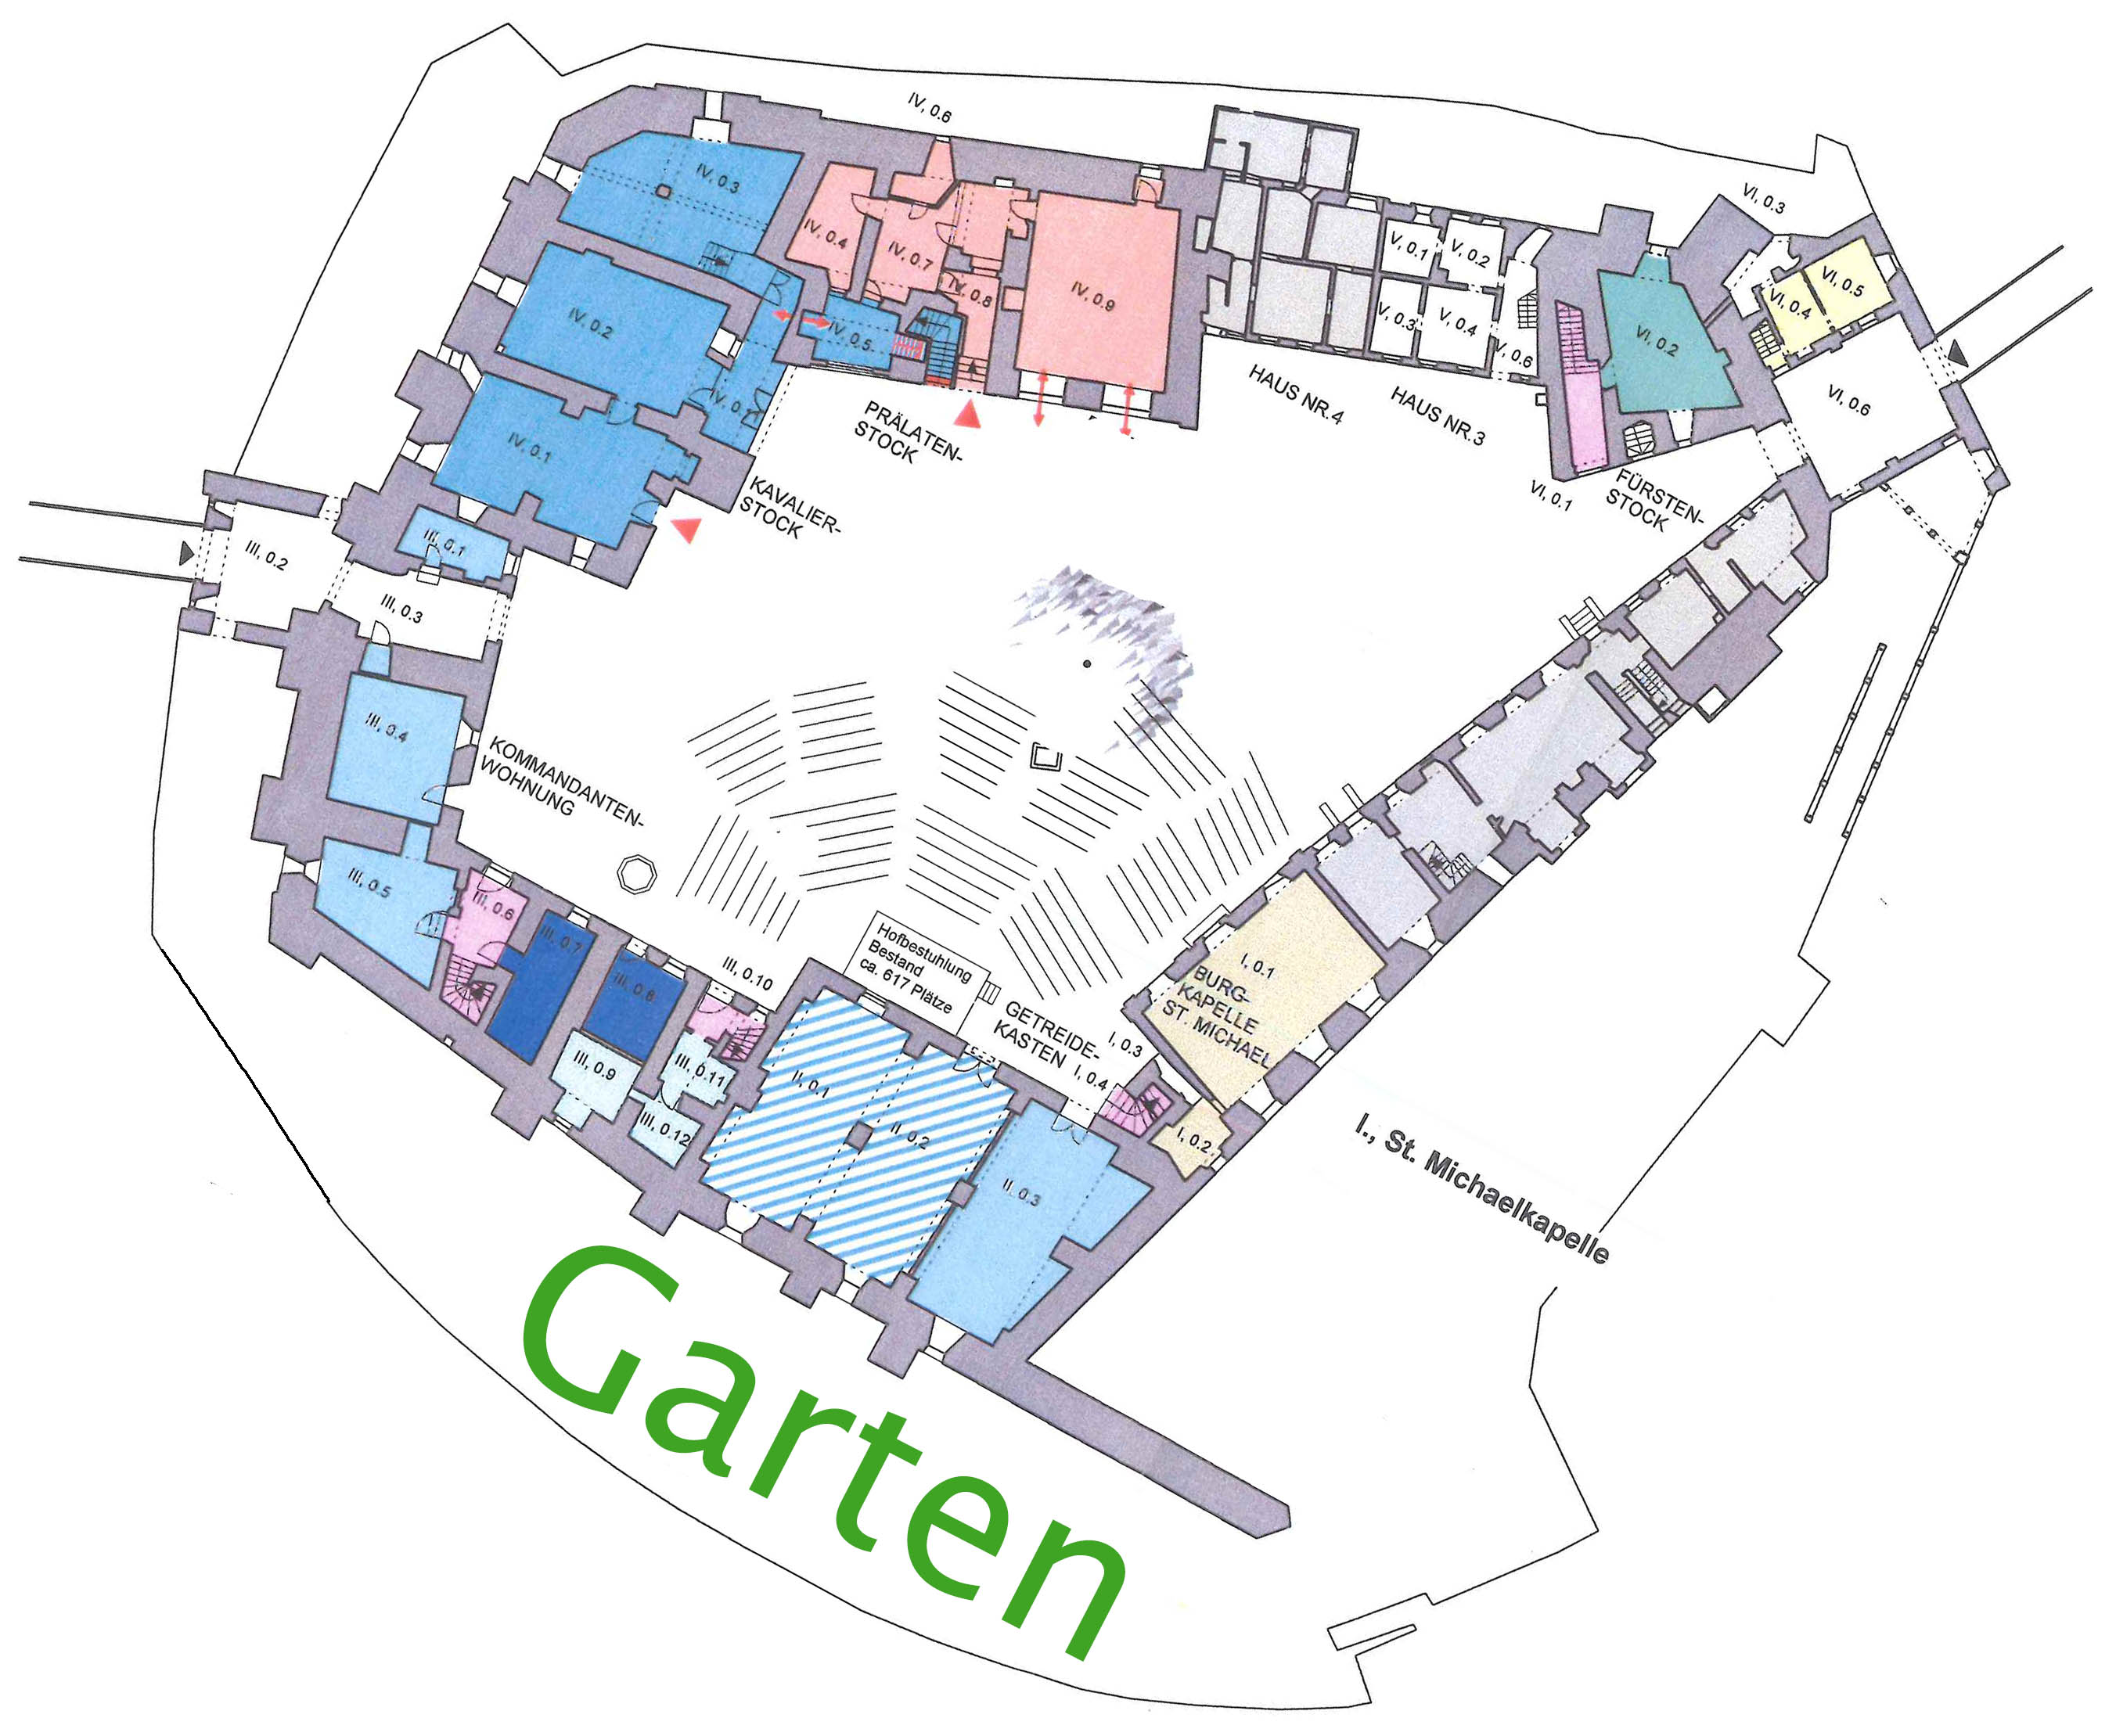 IV, 0.6
IV, 0.3
VI, 0.3
IV, 0.4
IV, 0.7
V, 0.1
V, 0.2
VI, 0.5
VI, 0.4
IV, 0.8
IV, 0.9
IV, 0.2
IV, 0.5
V, 0.3
V, 0.4
VI, 0.2
V, 0.6
VI, 0.6
IV, 0.1
HAUS NR.4
HAUS NR.3
PRÄLATEN-
STOCK
KAVALIER-
STOCK
FÜRSTEN-
STOCK
VI, 0.1
III, 0.1
III, 0.2
III, 0.3
III, 0.4
KOMMANDANTEN-
WOHNUNG
III, 0.5
III, 0.6
III, 0.7
III, 0.8
III, 0.10
Hofbestuhlung
Bestand
ca. 617 Plätze
GETREIDE-
KASTEN
I, 0.1
BURG-
KAPELLE
ST. MICHAEL
I, 0.3
I, 0.4
I, 0.2
III, 0.9
III, 0.11
III, 0.12
II, 0.1
II, 0.2
II, 0.3
I., St. Michaelkapelle
Garten